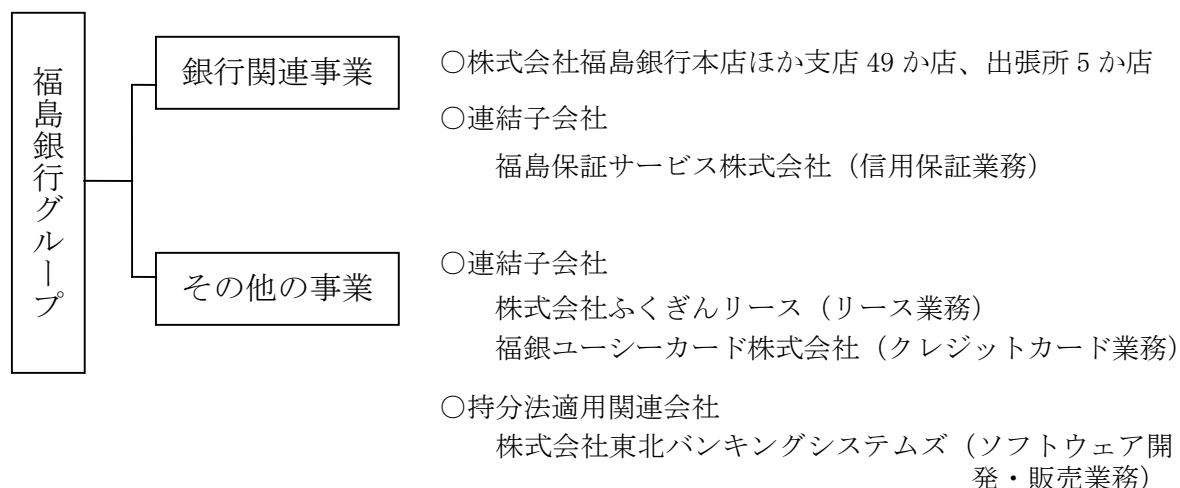 福島銀行グループ
銀行関連事業
○株式会社福島銀行本店ほか支店 49 か店、出張所 5 か店
○連結子会社
福島保証サービス株式会社（信用保証業務）
その他の事業
○連結子会社
株式会社ふくぎんリース（リース業務）
福銀ユーシーカード株式会社（クレジットカード業務）
○持分法適用関連会社
株式会社東北バンキングシステムズ（ソフトウェア開
発・販売業務）